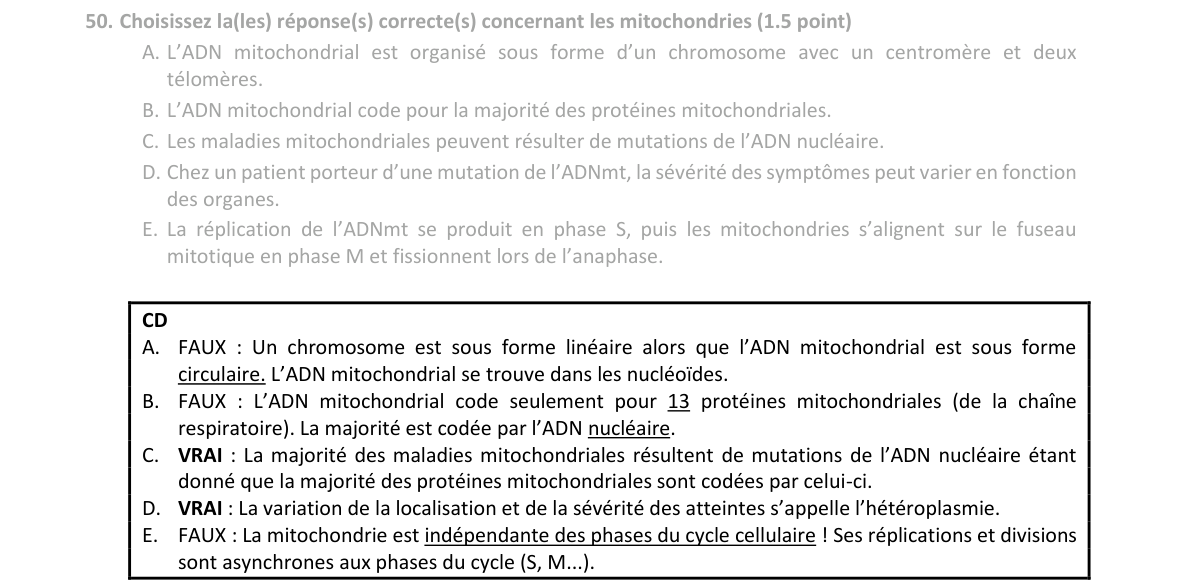 50. Choisissez la(les) réponse(s) correcte(s) concernant les mitochondries (1.5 point)
A. L’ADN mitochondrial est organisé sous forme d’un chromosome avec un centromère et deux
télomères.
B. L’ADN mitochondrial code pour la majorité des protéines mitochondriales.
C. Les maladies mitochondriales peuvent résulter de mutations de l’ADN nucléaire.
D. Chez un patient porteur d’une mutation de l’ADNmt, la sévérité des symptômes peut varier en fonction
des organes.
E. La réplication de l’ADNmt se produit en phase S, puis les mitochondries s’alignent sur le fuseau
mitotique en phase M et fissionnent lors de l’anaphase.
CD
A. FAUX : Un chromosome est sous forme linéaire alors que l’ADN mitochondrial est sous forme
circulaire. L’ADN mitochondrial se trouve dans les nucléoïdes.
B. FAUX : L’ADN mitochondrial code seulement pour 13 protéines mitochondriales (de la chaîne
respiratoire). La majorité est codée par l’ADN nucléaire.
C. VRAI : La majorité des maladies mitochondriales résultent de mutations de l’ADN nucléaire étant
donné que la majorité des protéines mitochondriales sont codées par celui-ci.
D. VRAI : La variation de la localisation et de la sévérité des atteintes s’appelle l’hétéroplasmie.
E. FAUX : La mitochondrie est indépendante des phases du cycle cellulaire ! Ses réplications et divisions
sont asynchrones aux phases du cycle (S, M...).